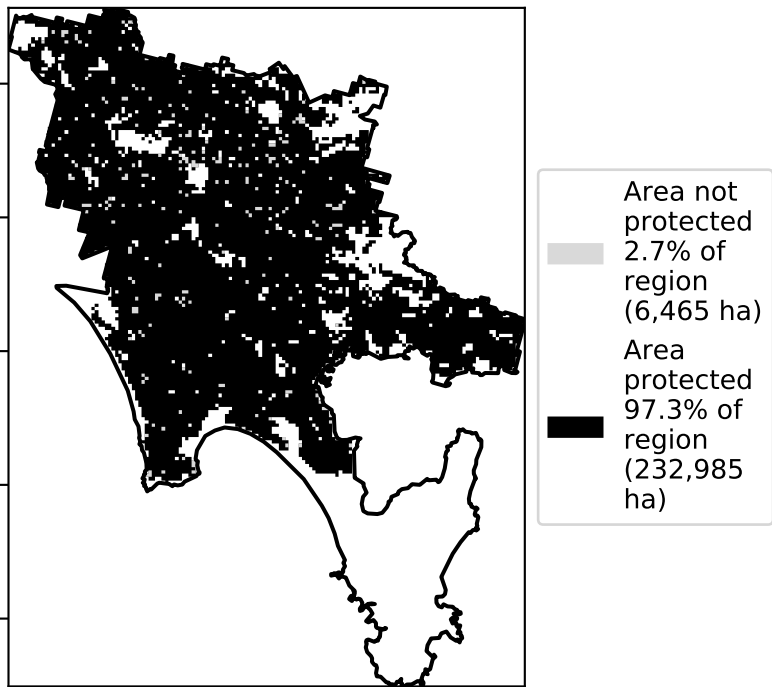 Area not
protected
2.7% of
region
(6,465 ha)
Area
protected
97.3% of
region
(232,985
ha)